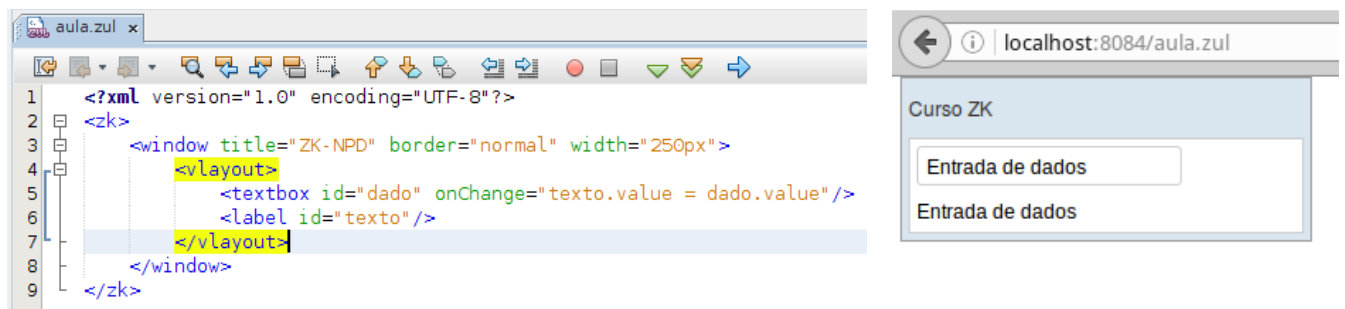 aula.zul x
1 <?xml version="1.0" encoding="UTF-8"?>
2 <zk>
3 <window title="ZK-NPD" border="normal" width="250px">
4 <vlayout>
5 <textbox id="dado" onChange="texto.value = dado.value"/>
6 <label id="texto"/>
7 </vlayout>
8 </window>
9 </zk>
localhost:8084/aula.zul
Curso ZK
Entrada de dados
Entrada de dados